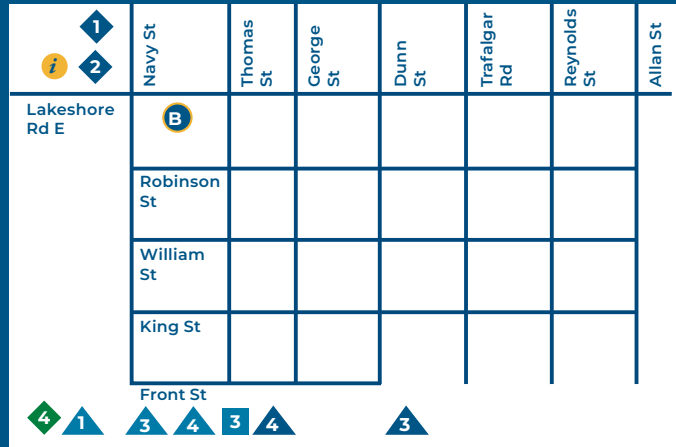 1
i 2
Navy St
Thomas
St
George
St
Dunn
St
Trafalgar
Rd
Reynolds
St
Allan St
Lakeshore
Rd E
B
Robinson
St
William
St
King St
Front St
4 1 3 4 3 4 3